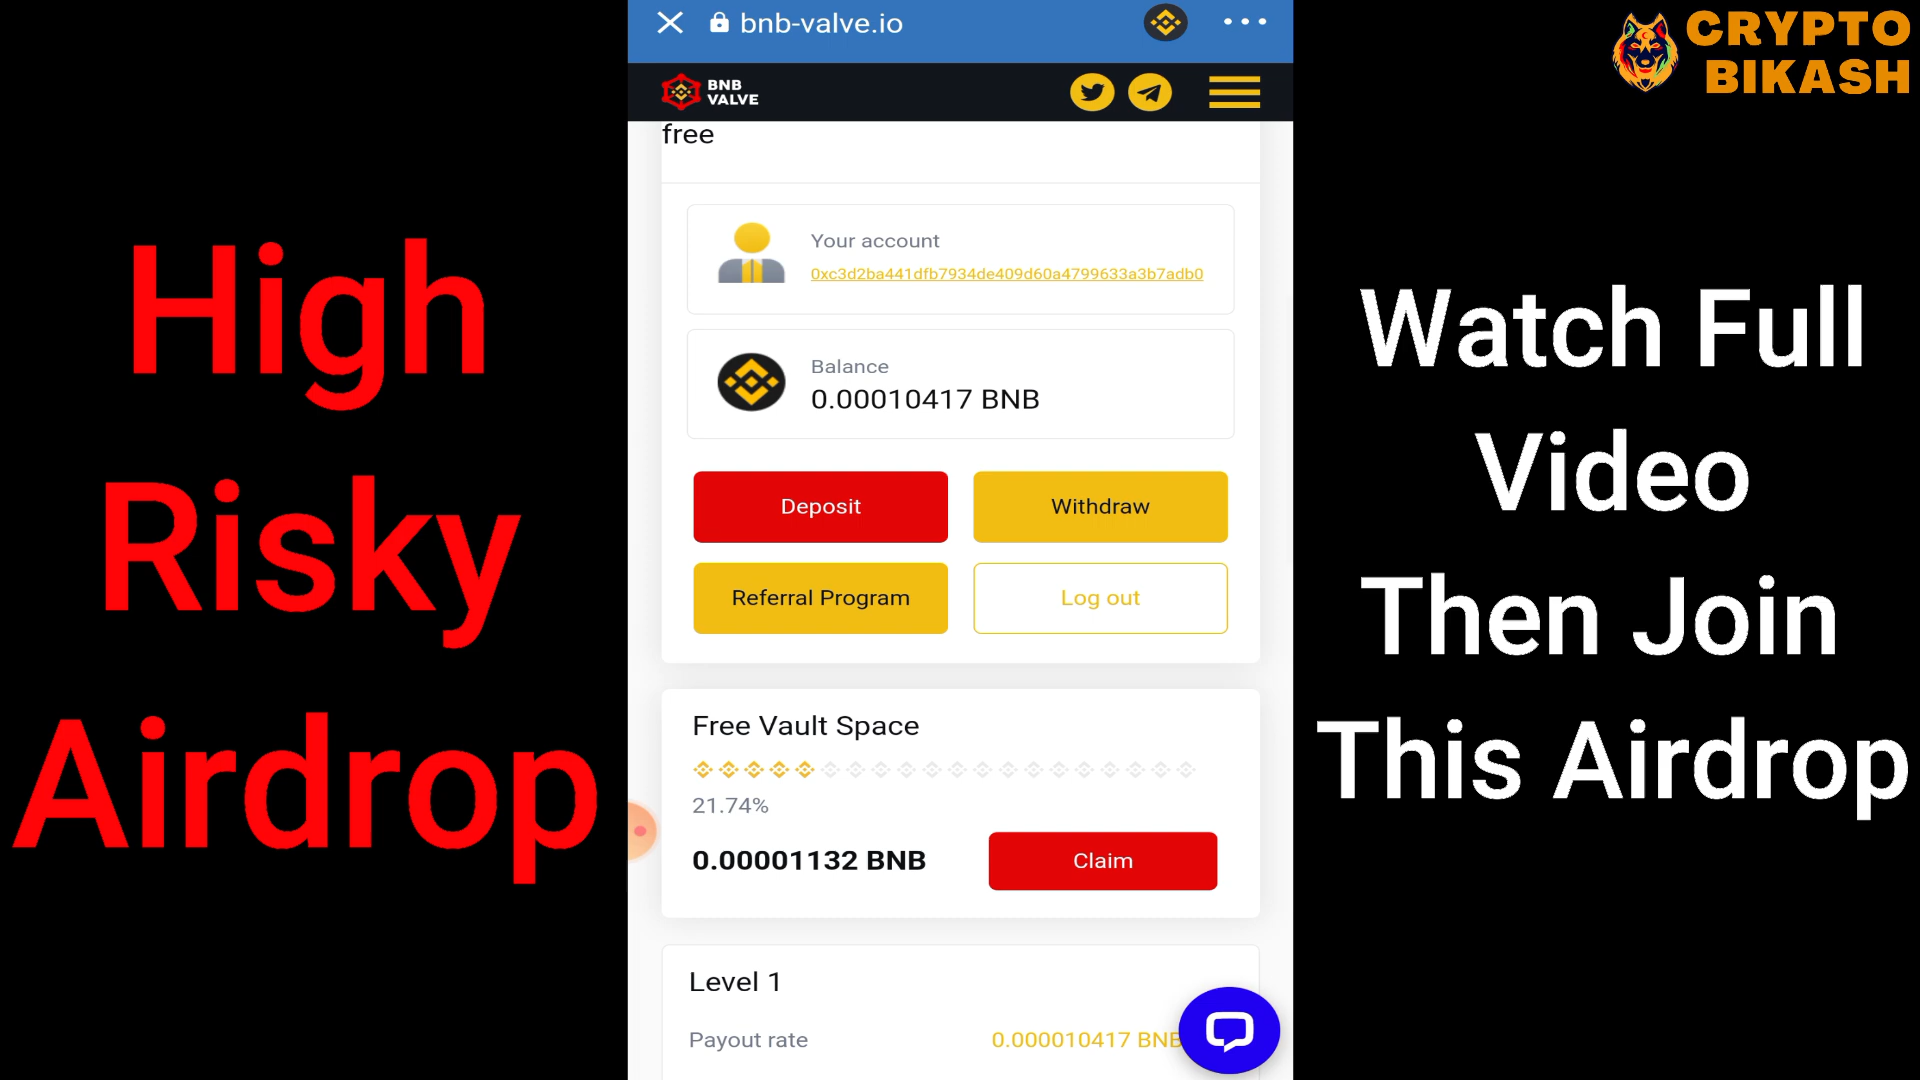 High
Risky
Airdrop
bnb-valve.io
BNB
VALVE
free
Your account
0xc3d2ba441dfb7934de409d60a4799633a3b7adb0
Balance
0.00010417 BNB
Deposit
Withdraw
Referral Program
Log out
Free Vault Space
21.74%
0.00001132 BNB
Claim
Level 1
Payout rate
0.000010417 BNB
CRYPTO
BIKASH
Watch Full
Video
Then Join
This Airdrop